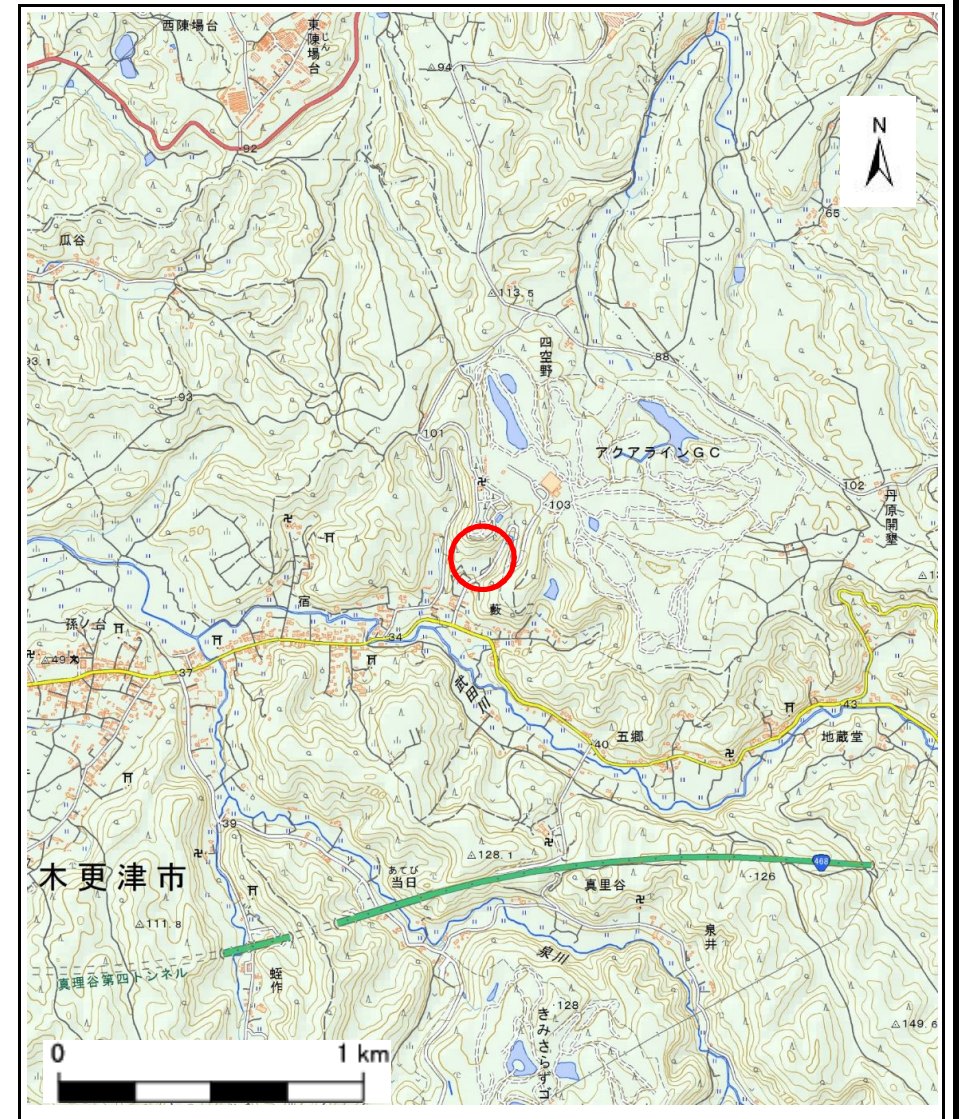 西陳場台
東陳場台
じん
94.1
N
92
65
瓜谷
113.5
四空野
88
93.1
93
101
アクアラインGC
102
丹原開墾
103
宿
藪
34
孫ノ台
49
37
武田川
43
地蔵堂
五郷
40
39
128.1
468
木更津市
あてび
当日
真里谷
126
111.8
泉井
泉川
真理谷第四トンネル
蛭作
128
きみさらずゴ
149.6
0 1 km